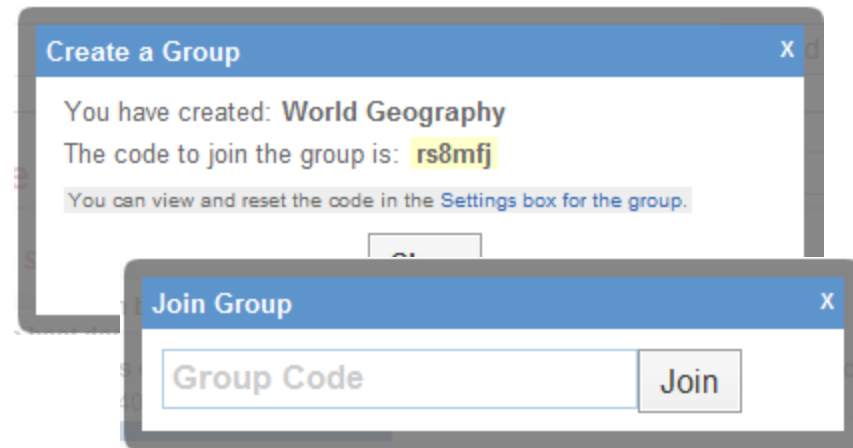 Create a Group X
You have created: World Geography
The code to join the group is: rs8mfj
You can view and reset the code in the Settings box for the group.
Join Group X
Group Code Join